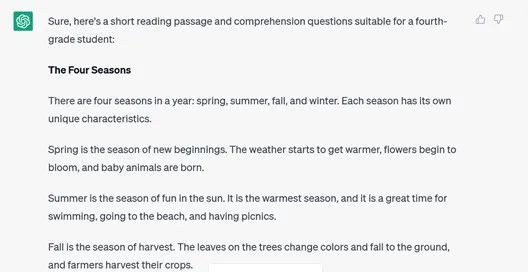 Sure, here's a short reading passage and comprehension questions suitable for a fourth-
grade student:
The Four Seasons
There are four seasons in a year: spring, summer, fall, and winter. Each season has its own
unique characteristics.
Spring is the season of new beginnings. The weather starts to get warmer, flowers begin to
bloom, and baby animals are born.
Summer is the season of fun in the sun. It is the warmest season, and it is a great time for
swimming, going to the beach, and having picnics.
Fall is the season of harvest. The leaves on the trees change colors and fall to the ground,
and farmers harvest their crops.